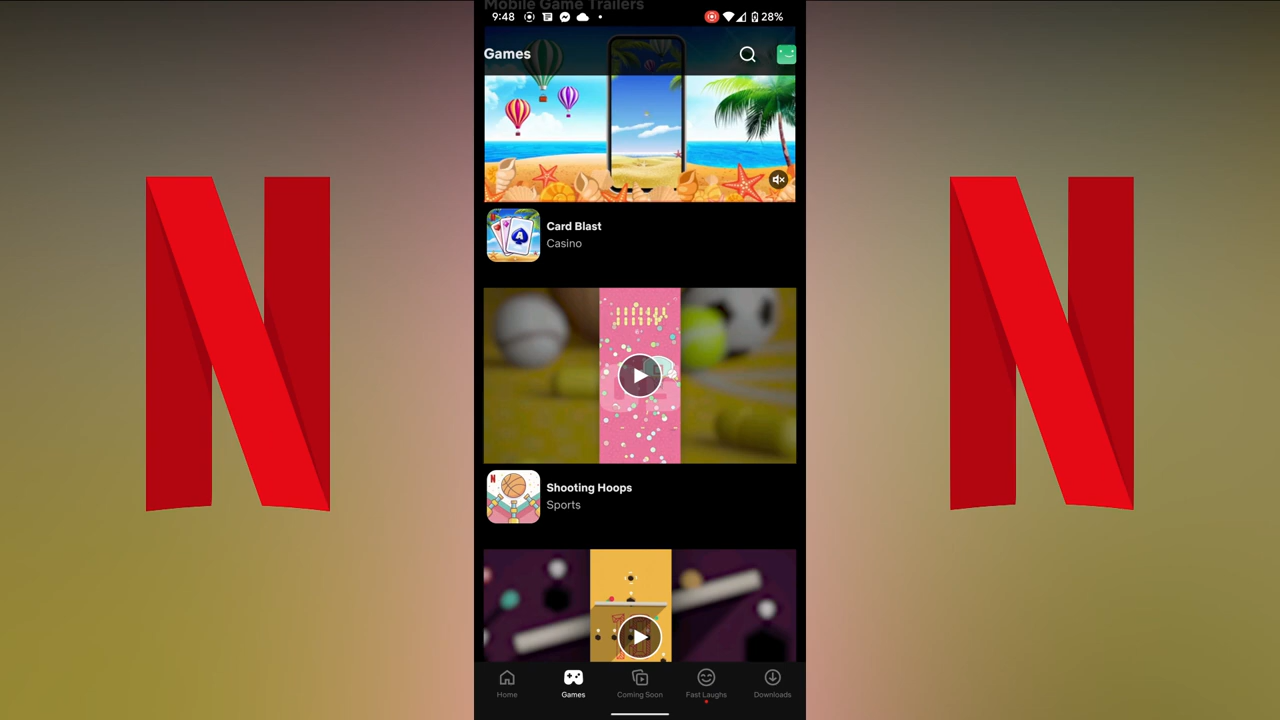 Mobile Game Trailers
9:48
28%
Games
Card Blast
Casino
Shooting Hoops
Sports
Home
Games
Coming Soon
Fast Laughs
Downloads